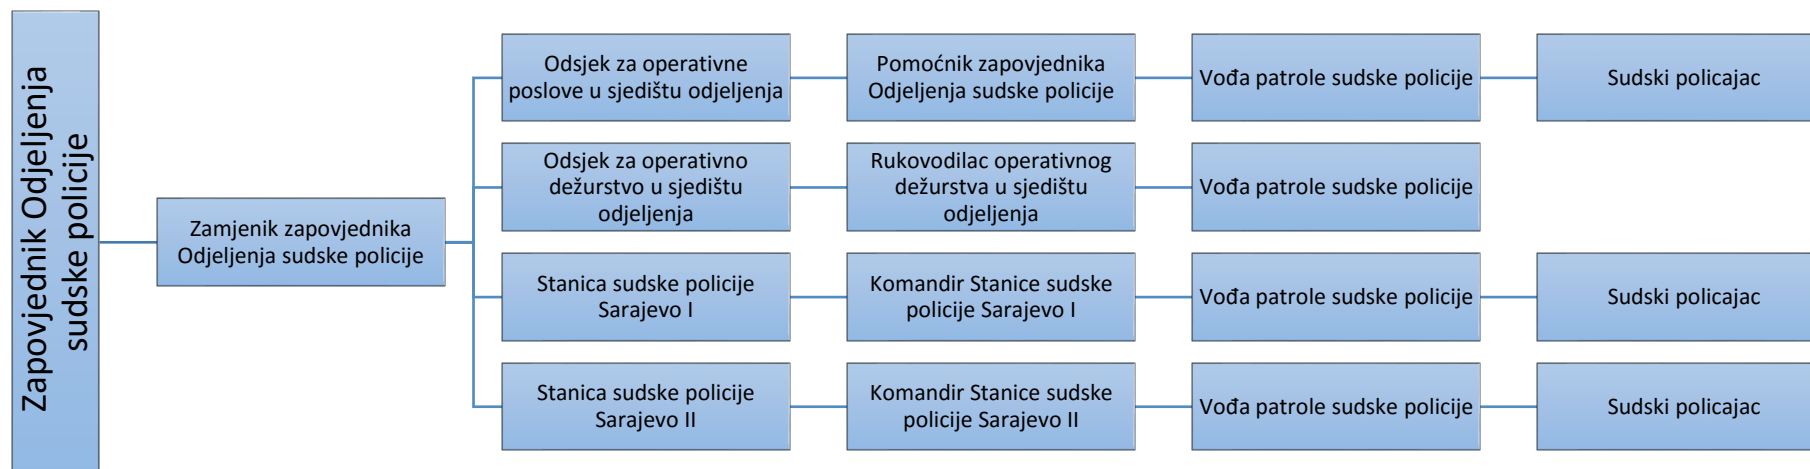 Zapovjednik Odjeljenja
sudske policije
Zamjenik zapovjednika
Odjeljenja sudske policije
Odsjek za operativne
poslove u sjedištu odjeljenja
Pomoćnik zapovjednika
Odjeljenja sudske policije
Vođa patrole sudske policije
Sudski policajac
Odsjek za operativno
dežurstvo u sjedištu
odjeljenja
Rukovodilac operativnog
dežurstva u sjedištu
odjeljenja
Vođa patrole sudske policije
Stanica sudske policije
Sarajevo I
Komandir Stanice sudske
policije Sarajevo I
Vođa patrole sudske policije
Sudski policajac
Stanica sudske policije
Sarajevo II
Komandir Stanice sudske
policije Sarajevo II
Vođa patrole sudske policije
Sudski policajac